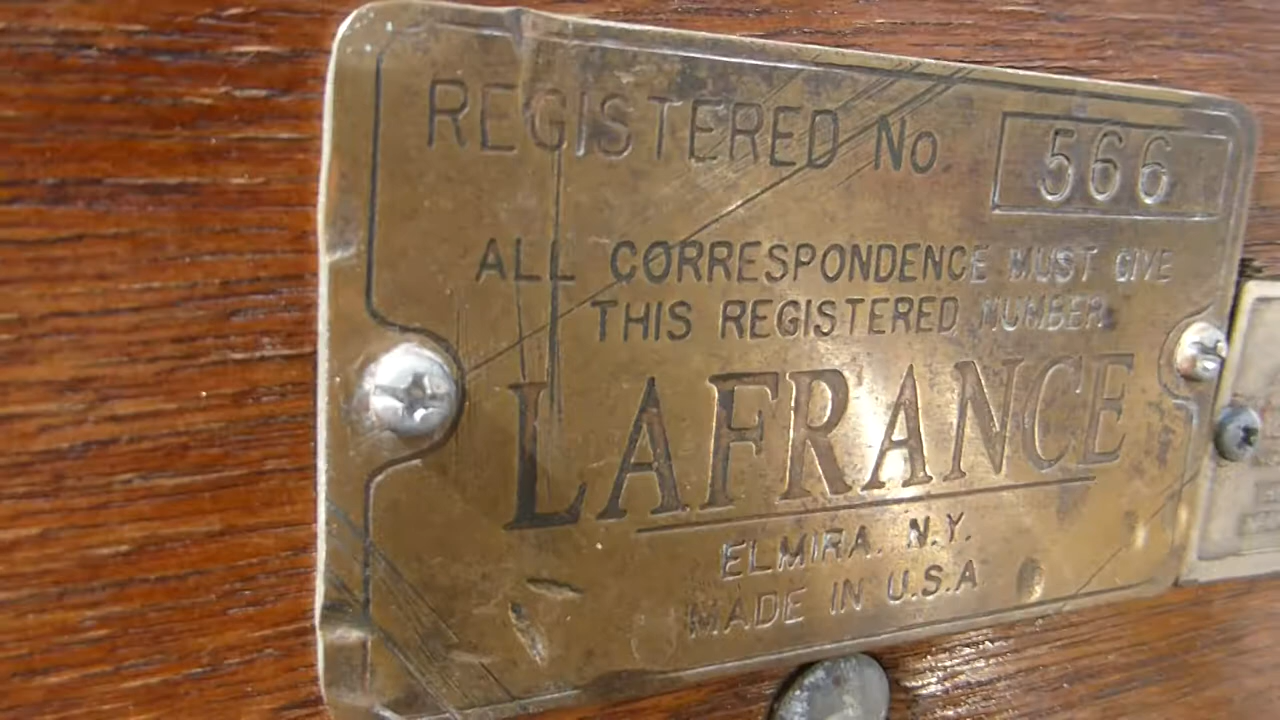 REGISTERED No 566
ALL CORRESPONDENCE MUST GIVE
THIS REGISTERED NUMBER
LAFRANCE
ELMIRA. N.Y.
MADE IN U.S.A